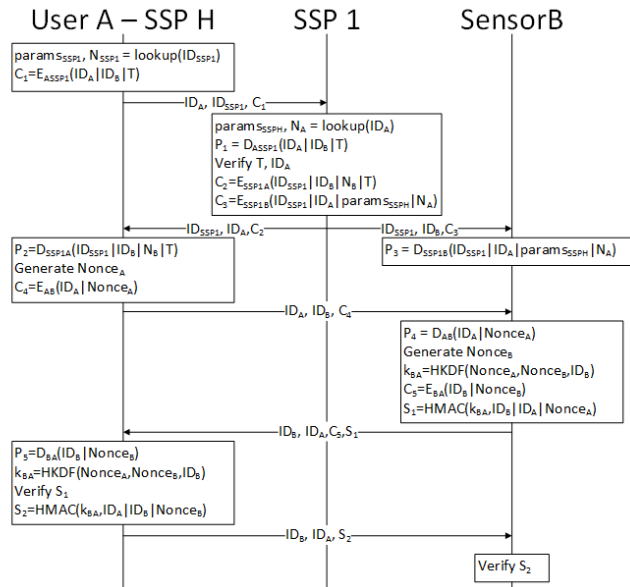 User A – SSP H
SSP 1
SensorB
params_SSP1, N_SSP1 = lookup(ID_SSP1)
C₁=E_ASSP1(ID_A|ID_B|T)
ID_A, ID_SSP1, C₁
params_SSPH, N_A = lookup(ID_A)
P₁ = D_ASSP1(ID_A|ID_B|T)
Verify T, ID_A
C₂=E_SSP1A(ID_SSP1|ID_B|N_B|T)
C₃=E_SSP1B(ID_SSP1|ID_A|params_SSPH|N_A)
ID_SSP1, ID_A,C₂
ID_SSP1, ID_B,C₃
P₂=D_SSP1A(ID_SSP1|ID_B|N_B|T)
Generate Nonce_A
C₄=E_AB(ID_A|Nonce_A)
P₃ = D_SSP1B(ID_SSP1|ID_A|params_SSPH|N_A)
ID_A, ID_B, C₄
P₄ = D_AB(ID_A|Nonce_A)
Generate Nonce_B
k_BA=HKDF(Nonce_A,Nonce_B,ID_B)
C₅=E_BA(ID_B|Nonce_B)
S₁=HMAC(k_BA,ID_B|ID_A|Nonce_A)
ID_B, ID_A,C₅,S₁
P₅=D_BA(ID_B|Nonce_B)
k_BA=HKDF(Nonce_A,Nonce_B,ID_B)
Verify S₁
S₂=HMAC(k_BA,ID_A|ID_B|Nonce_B)
ID_B, ID_A, S₂
Verify S₂